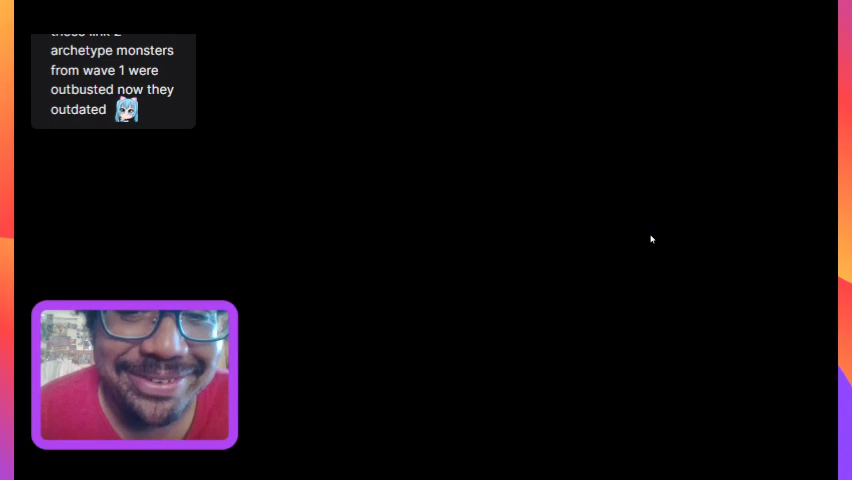 archetype monsters
from wave 1 were
outbusted now they
outdated